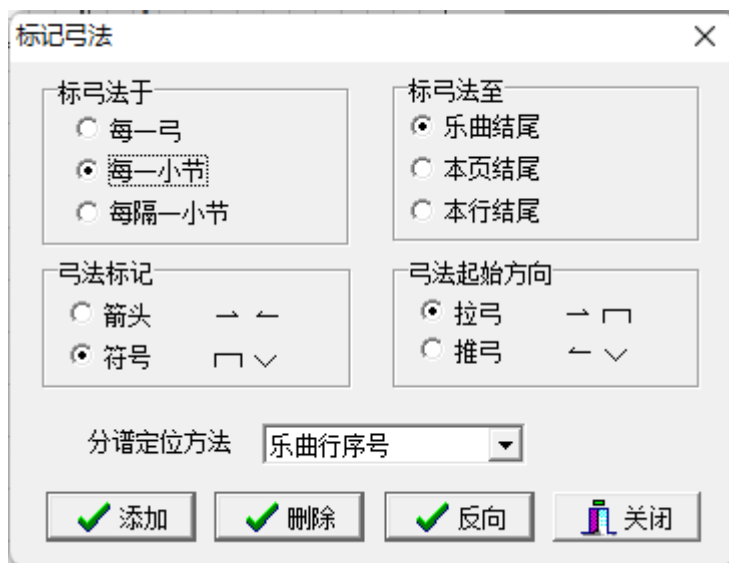 标记弓法
标弓法于
每一弓
每一小节
每隔一小节
标弓法至
乐曲结尾
本页结尾
本行结尾
弓法标记
箭头
符号
弓法起始方向
拉弓
推弓
分谱定位方法 乐曲行序号
添加 删除 反向 关闭